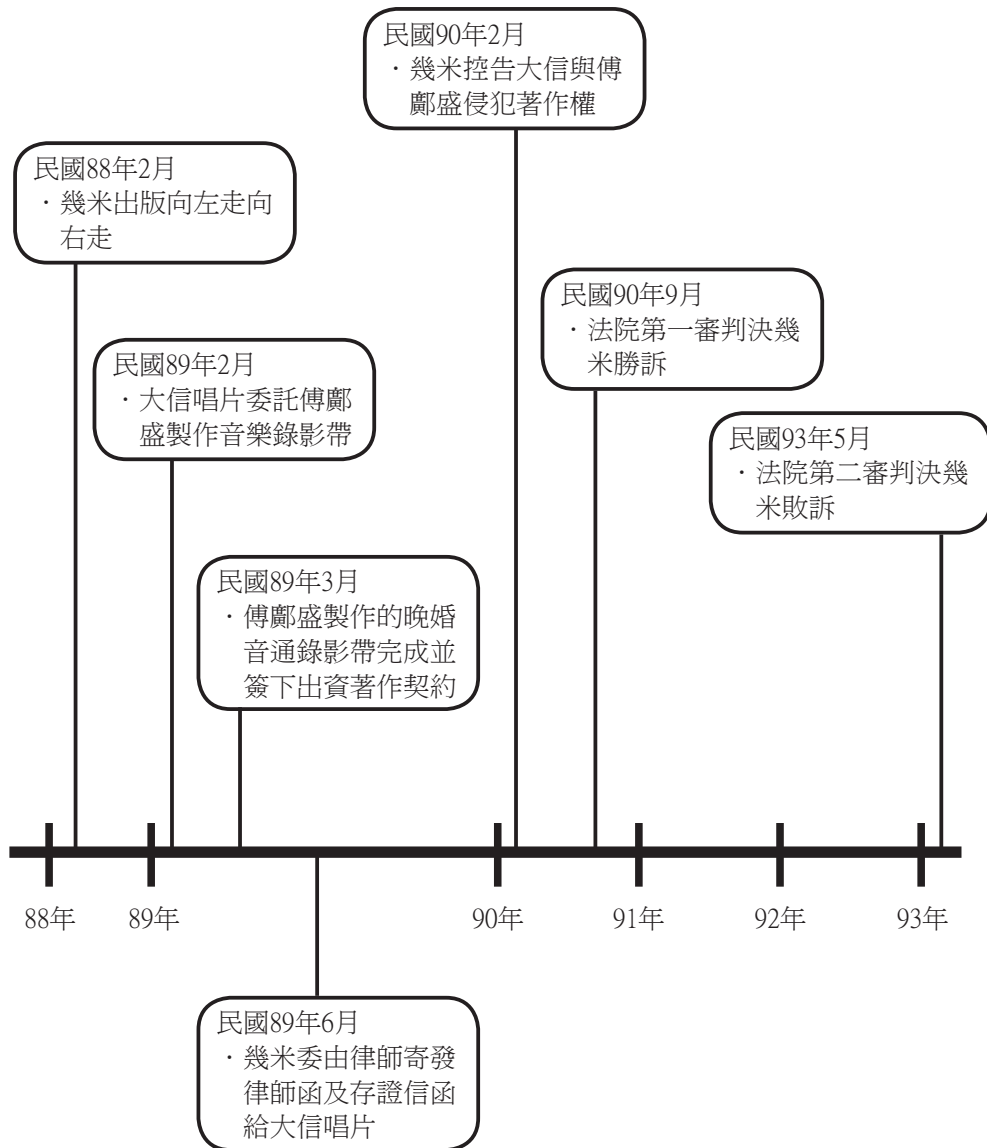 民國90年2月
·幾米控告大信與傅
鄺盛侵犯著作權
民國88年2月
·幾米出版向左走向
右走
民國90年9月
·法院第一審判決幾
米勝訴
民國89年2月
·大信唱片委託傅鄺
盛製作音樂錄影帶
民國93年5月
·法院第二審判決幾
米敗訴
民國89年3月
·傅鄺盛製作的晚婚
音通錄影帶完成並
簽下出資著作契約
88年
89年
90年
91年
92年
93年
民國89年6月
·幾米委由律師寄發
律師函及存證信函
給大信唱片